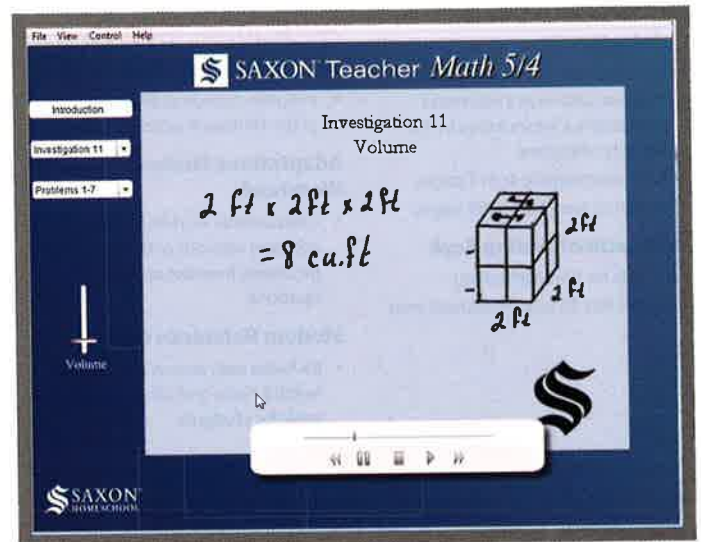 File View Control Help
SAXON Teacher Math 5/4
Introduction
Investigation 11
Problems 1-7
Volume
Investigation 11
Volume
2 ft x 2ft x 2ft
= 8 cu.ft
2ft
2 ft
2 ft
S
SAXON
HOMESCHOOL